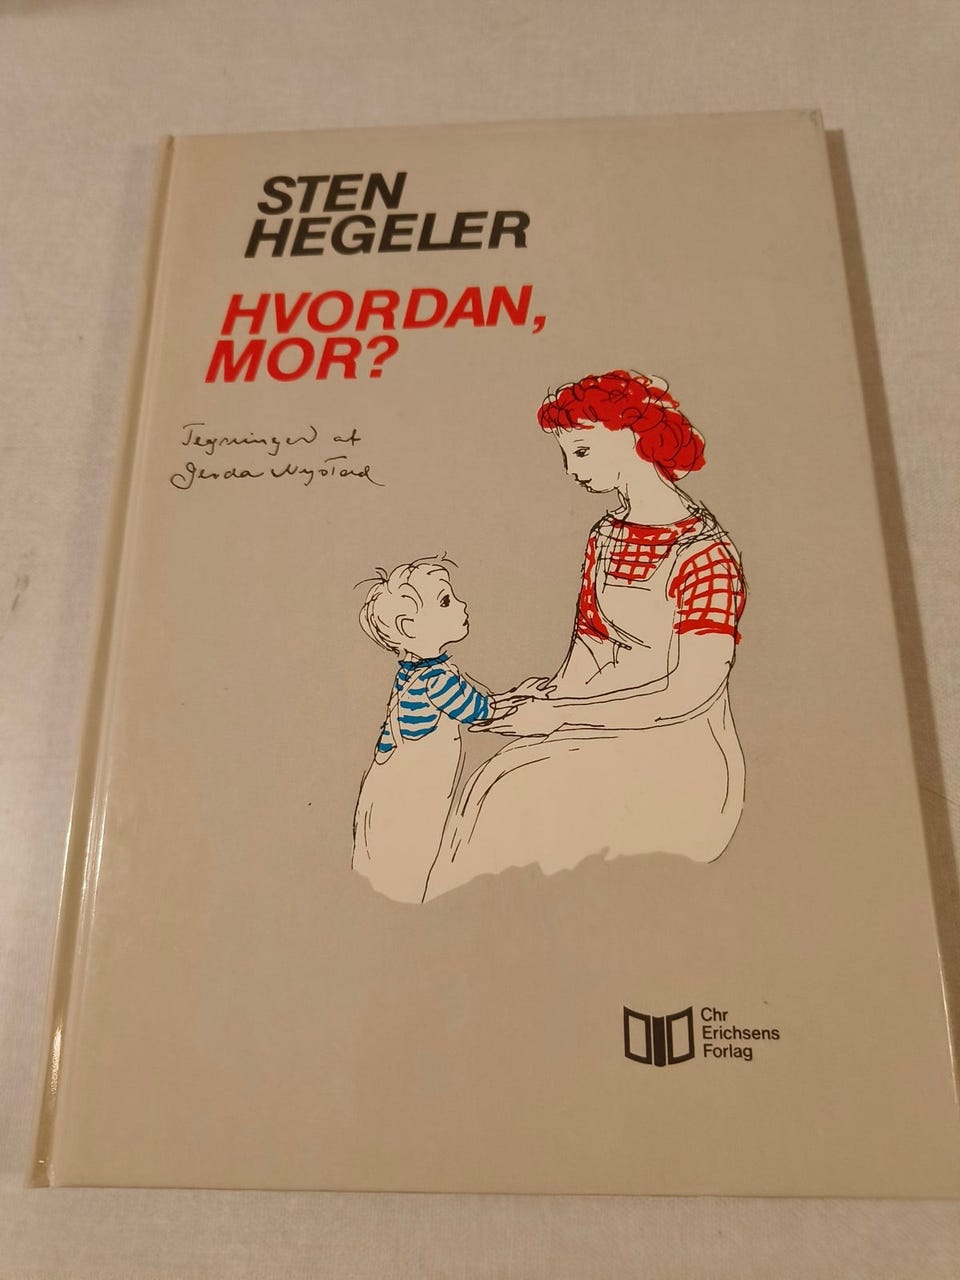 STEN
HEGELER
HVORDAN,
MOR?
Tegninger af
Gerda Nystad
Chr
Erichsens
Forlag